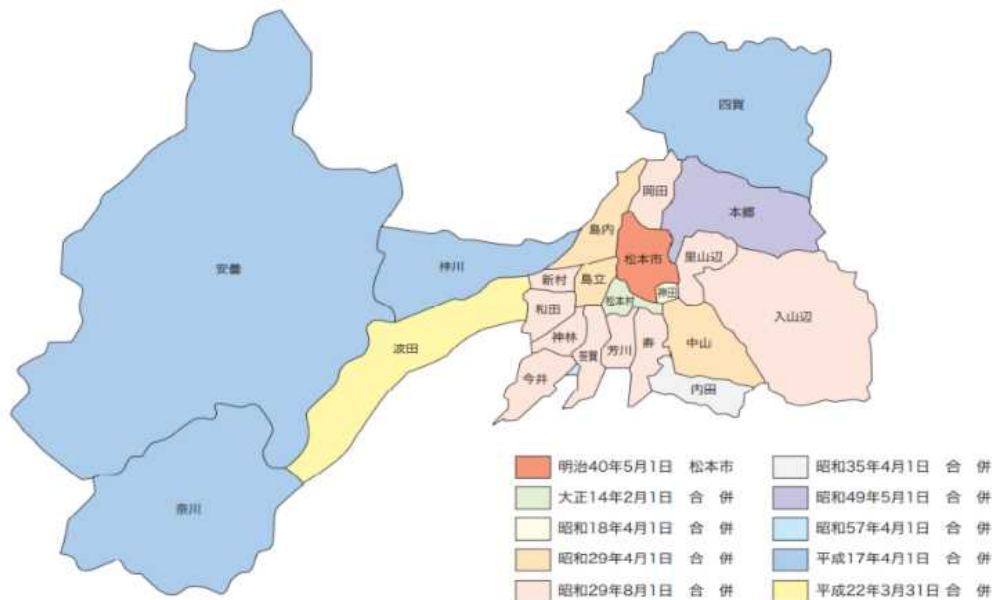 四賀
岡田
本郷
島内
松本市
里山辺
安曇
梓川
新村
島立
松本村
神田
和田
入山辺
波田
神林
笹賀
芳川
寿
中山
今井
内田
奈川
明治40年5月1日 松本市
大正14年2月1日 合 併
昭和18年4月1日 合 併
昭和29年4月1日 合 併
昭和29年8月1日 合 併
昭和35年4月1日 合 併
昭和49年5月1日 合 併
昭和57年4月1日 合 併
平成17年4月1日 合 併
平成22年3月31日 合 併